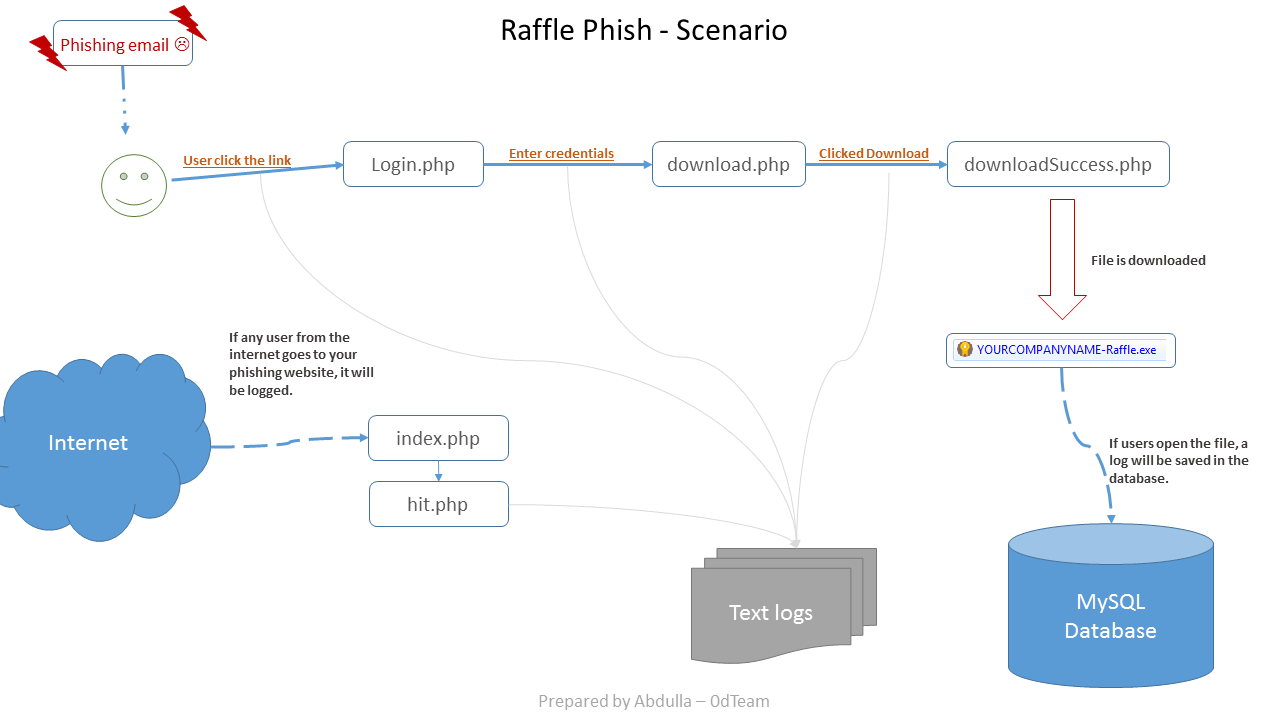 Raffle Phish - Scenario
Phishing email ☹
User click the link
Login.php
Enter credentials
download.php
Clicked Download
downloadSuccess.php
File is downloaded
YOURCOMPANYNAME-Raffle.exe
If any user from the
internet goes to your
phishing website, it will
be logged.
Internet
index.php
hit.php
If users open the file, a
log will be saved in the
database.
Text logs
MySQL
Database
Prepared by Abdulla – 0dTeam